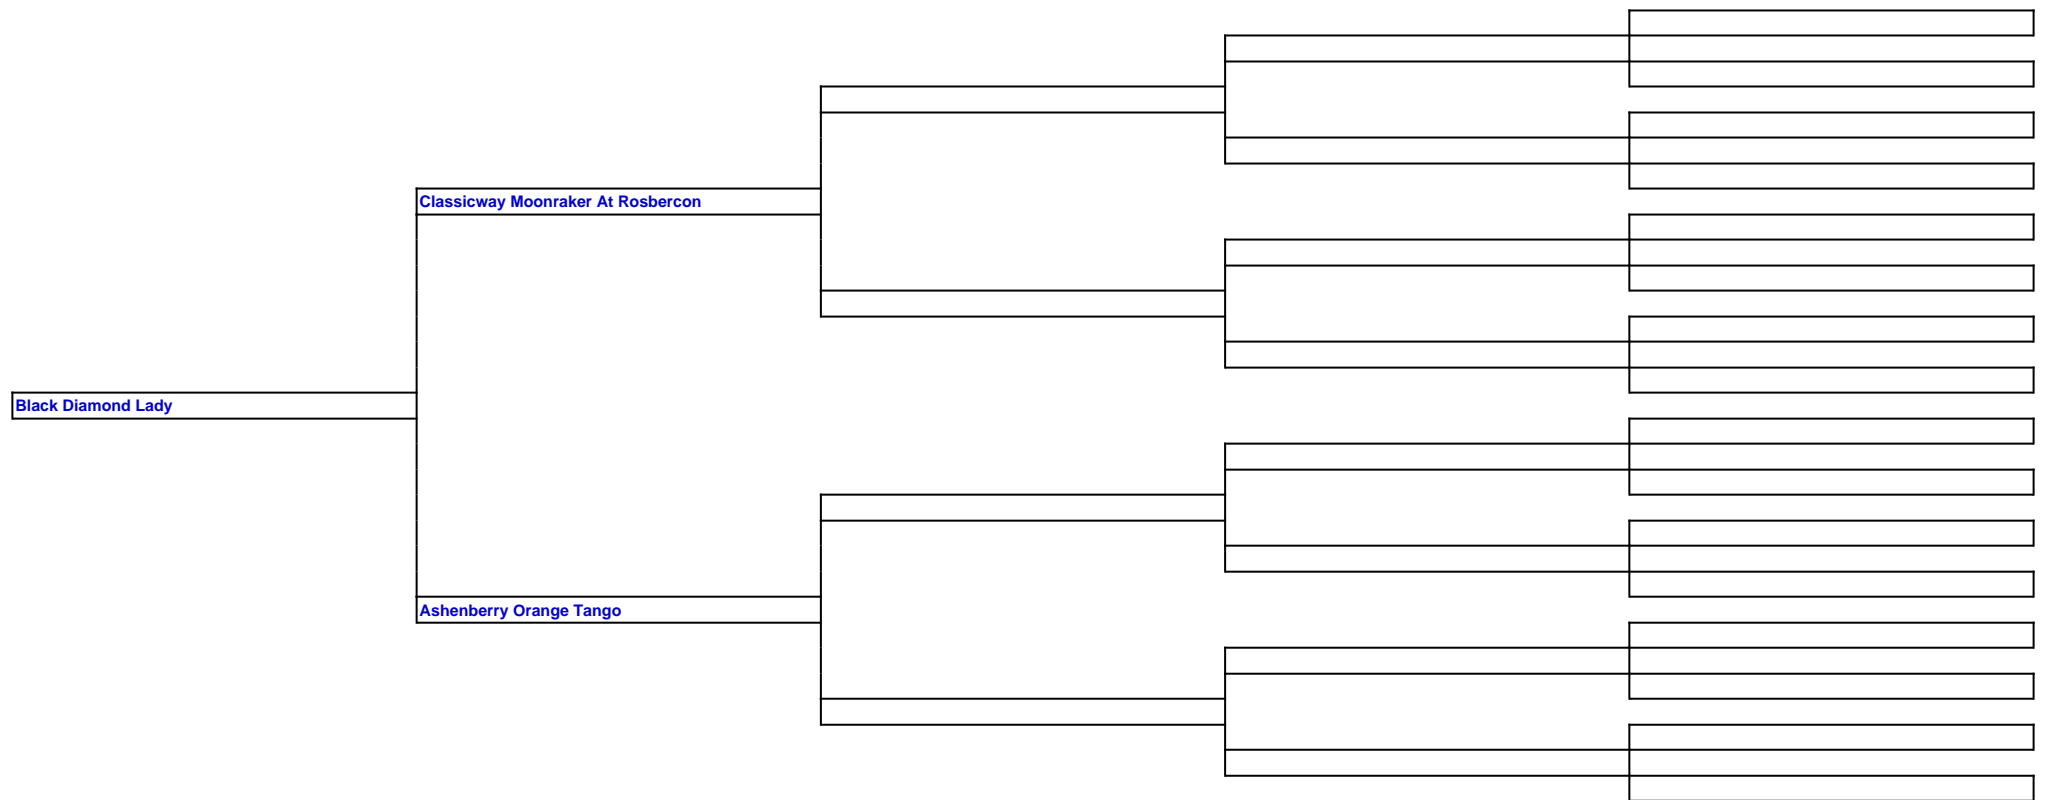 Classicway Moonraker At Rosbercon
Black Diamond Lady
Ashenberry Orange Tango